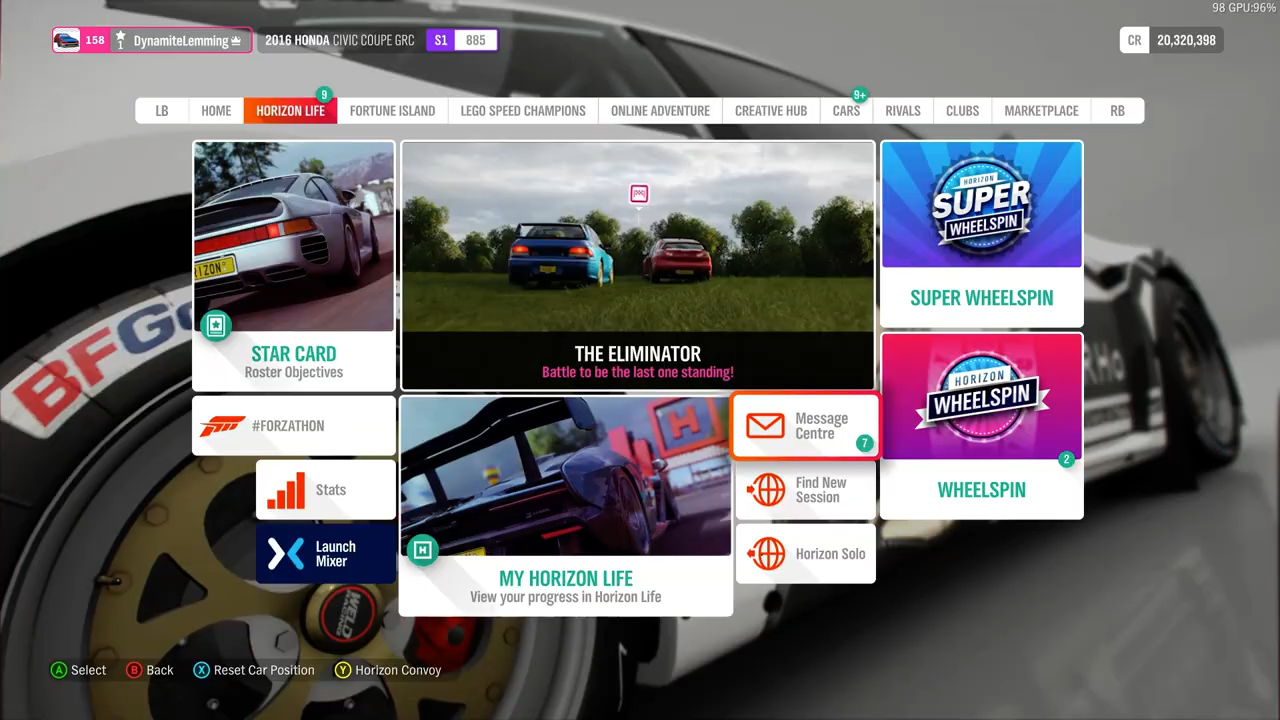 98 GPU:96%
158
1
DynamiteLemming
2016 HONDA CIVIC COUPE GRC
S1 885
CR 20,320,398
LB
HOME
HORIZON LIFE
9
FORTUNE ISLAND
LEGO SPEED CHAMPIONS
ONLINE ADVENTURE
CREATIVE HUB
CARS
9+
RIVALS
CLUBS
MARKETPLACE
RB
STAR CARD
Roster Objectives
THE ELIMINATOR
Battle to be the last one standing!
HORIZON
SUPER
WHEELSPIN
SUPER WHEELSPIN
#FORZATHON
Stats
Launch
Mixer
H
H
MY HORIZON LIFE
View your progress in Horizon Life
Message
Centre
7
Find New
Session
Horizon Solo
HORIZON
WHEELSPIN
2
WHEELSPIN
BFGo
WELD
RACING
A Select
B Back
X Reset Car Position
Y Horizon Convoy